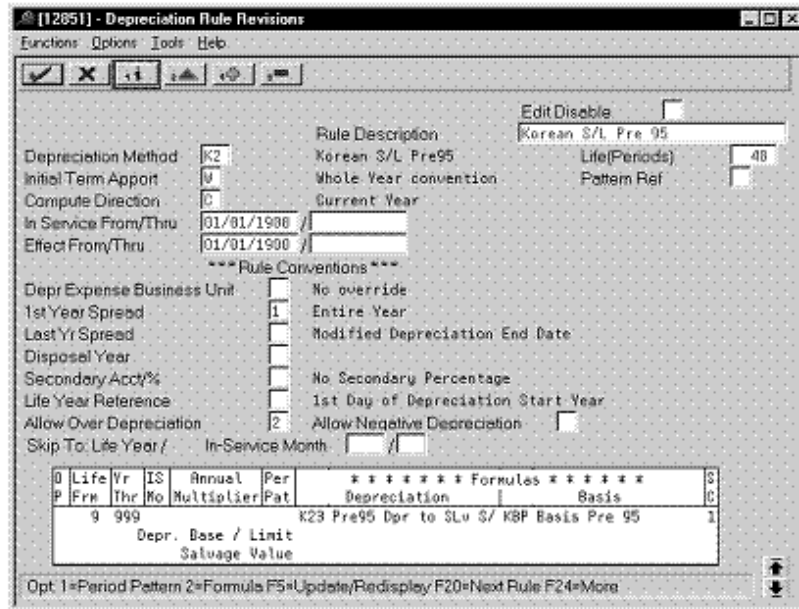 [12851] - Depreciation Rule Revisions
Functions Options Tools Help
Edit Disable
Rule Description Korean S/L Pre 95
Depreciation Method K2 Korean S/L Pre95 Life(Periods) 48
Initial Term Apport W Whole Year convention Pattern Ref
Compute Direction C Current Year
In Service From/Thru 01/01/1900 /
Effect From/Thru 01/01/1900 /
***Rule Conventions***
Depr Expense Business Unit No override
1st Year Spread 1 Entire Year
Last Yr Spread Modified Depreciation End Date
Disposal Year
Secondary Acct/% No Secondary Percentage
Life Year Reference 1st Day of Depreciation Start Year
Allow Over Depreciation 2 Allow Negative Depreciation
Skip To: Life Year / In-Service Month /
O Life Yr IS Annual Per * * * * * * * Formulas * * * * * * S
P Frm Thr Mo Multiplier Pat Depreciation Basis C
9 999 K23 Pre95 Dpr to SLv S/ KBP Basis Pre 95 1
Depr. Base / Limit
Salvage Value
Opt: 1=Period Pattern 2=Formula F5=Update/Redisplay F20=Next Rule F24=More